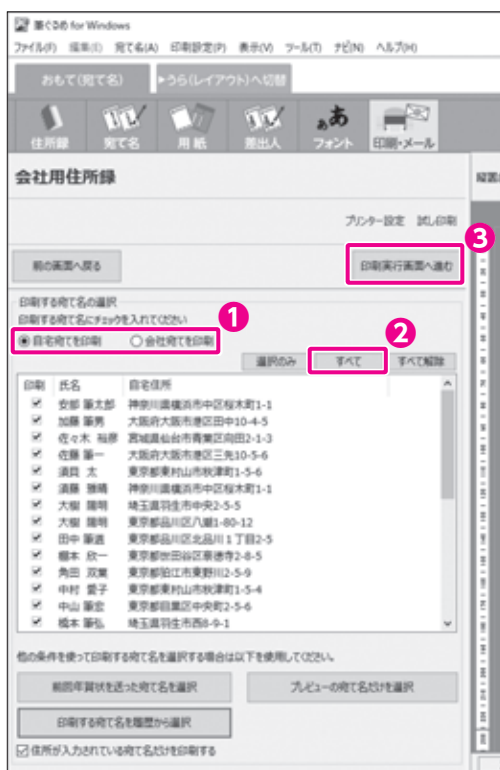 筆ぐるめ for Windows
ファイル(F) 編集(E) 宛て名(A) 印刷設定(P) 表示(V) ツール(T) ナビ(N) ヘルプ(H)
おもて(宛て名) ▶うら(レイアウト)へ切替
住所録 宛て名 用紙 差出人 フォント 印刷・メール
会社用住所録
プリンター設定 試し印刷
3
前の画面へ戻る 印刷実行画面へ進む
印刷する宛て名の選択
印刷する宛て名にチェックを入れてください
1
自宅宛てを印刷 会社宛てを印刷
2
選択のみ すべて すべて解除
印刷 氏名 自宅住所
安部 筆太郎 神奈川県横浜市中区桜木町1-1
加藤 筆男 大阪府大阪市港区田中10-4-5
佐々木 裕彦 宮城県仙台市青葉区向田2-1-3
佐藤 筆一 大阪府大阪市港区三先10-5-6
須貝 太 東京都東村山市秋津町1-5-6
須藤 雅晴 神奈川県横浜市中区桜木町1-1
大樹 陽明 埼玉県羽生市中央2-5-5
大樹 陽明 東京都品川区八潮1-80-12
田中 筆進 東京都品川区北品川1丁目2-5
棚本 欣一 東京都世田谷区豪徳寺2-8-5
角田 双葉 東京都狛江市東野川2-5-9
中村 愛子 東京都東村山市秋津町1-5-4
中山 筆宏 東京都目黒区中央町2-5-6
橋本 筆弘 埼玉県羽生市西8-9-1
他の条件を使って印刷する宛て名を選択する場合は以下を使用してください。
前回年賀状を送った宛て名を選択 プレビューの宛て名だけを選択
印刷する宛て名を履歴から選択
住所が入力されている宛て名だけを印刷する